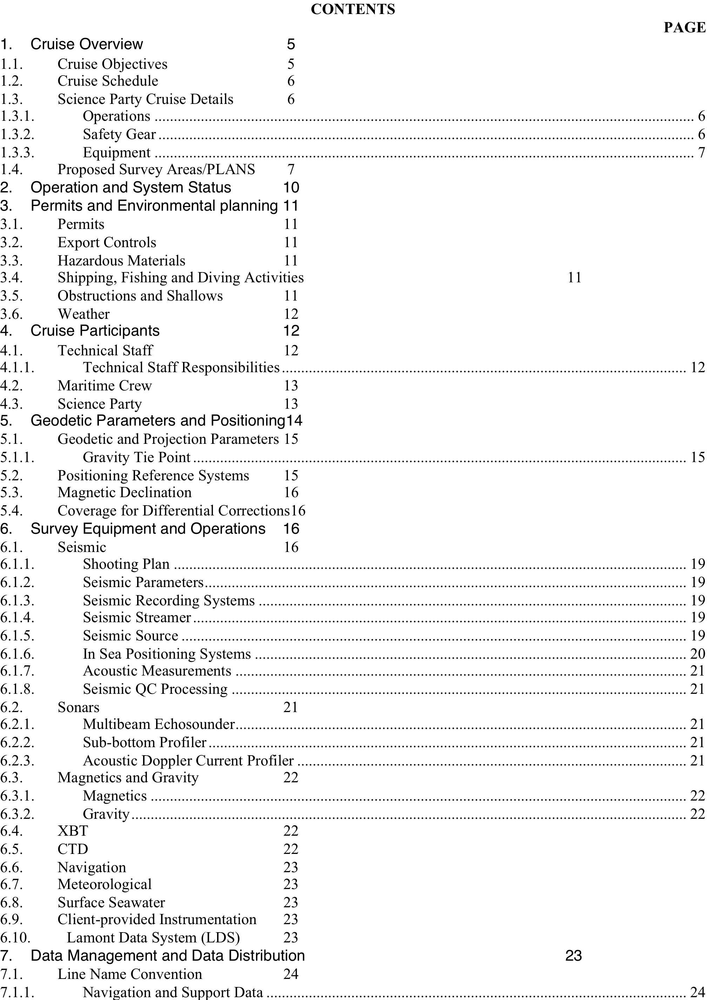 CONTENTS
PAGE
1. Cruise Overview 5
1.1. Cruise Objectives 5
1.2. Cruise Schedule 6
1.3. Science Party Cruise Details 6
1.3.1. Operations ........ 6
1.3.2. Safety Gear ........ 6
1.3.3. Equipment ........ 7
1.4. Proposed Survey Areas/PLANS 7
2. Operation and System Status 10
3. Permits and Environmental planning 11
3.1. Permits 11
3.2. Export Controls 11
3.3. Hazardous Materials 11
3.4. Shipping, Fishing and Diving Activities 11
3.5. Obstructions and Shallows 11
3.6. Weather 12
4. Cruise Participants 12
4.1. Technical Staff 12
4.1.1. Technical Staff Responsibilities ........ 12
4.2. Maritime Crew 13
4.3. Science Party 13
5. Geodetic Parameters and Positioning14
5.1. Geodetic and Projection Parameters 15
5.1.1. Gravity Tie Point ........ 15
5.2. Positioning Reference Systems 15
5.3. Magnetic Declination 16
5.4. Coverage for Differential Corrections16
6. Survey Equipment and Operations 16
6.1. Seismic 16
6.1.1. Shooting Plan ........ 19
6.1.2. Seismic Parameters ........ 19
6.1.3. Seismic Recording Systems ........ 19
6.1.4. Seismic Streamer ........ 19
6.1.5. Seismic Source ........ 19
6.1.6. In Sea Positioning Systems ........ 20
6.1.7. Acoustic Measurements ........ 21
6.1.8. Seismic QC Processing ........ 21
6.2. Sonars 21
6.2.1. Multibeam Echosounder ........ 21
6.2.2. Sub-bottom Profiler ........ 21
6.2.3. Acoustic Doppler Current Profiler ........ 21
6.3. Magnetics and Gravity 22
6.3.1. Magnetics ........ 22
6.3.2. Gravity ........ 22
6.4. XBT 22
6.5. CTD 22
6.6. Navigation 23
6.7. Meteorological 23
6.8. Surface Seawater 23
6.9. Client-provided Instrumentation 23
6.10. Lamont Data System (LDS) 23
7. Data Management and Data Distribution 23
7.1. Line Name Convention 24
7.1.1. Navigation and Support Data ........ 24